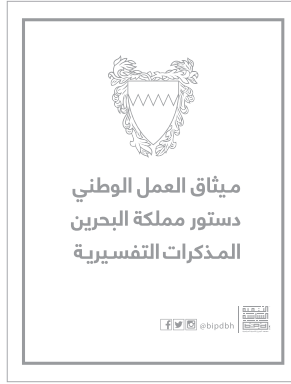 ميثاق العمل الوطني
دستور مملكة البحرين
المذكرات التفسيرية
@bipdbh